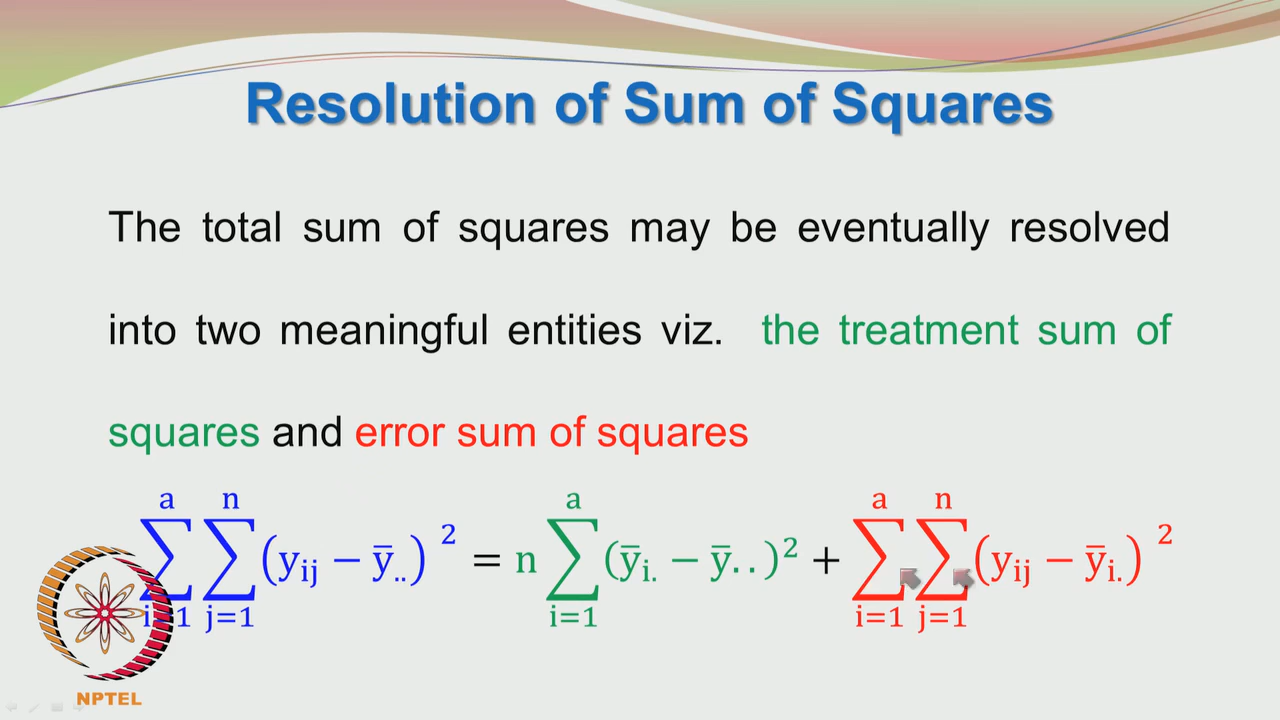 Resolution of Sum of Squares
The total sum of squares may be eventually resolved
into two meaningful entities viz. the treatment sum of
squares and error sum of squares
∑_{i=1}^{a} ∑_{j=1}^{n} (y_{ij} − ȳ_{..})² = n ∑_{i=1}^{a} (ȳ_{i.} − ȳ..)² + ∑_{i=1}^{a} ∑_{j=1}^{n} (y_{ij} − ȳ_{i.})²
NPTEL